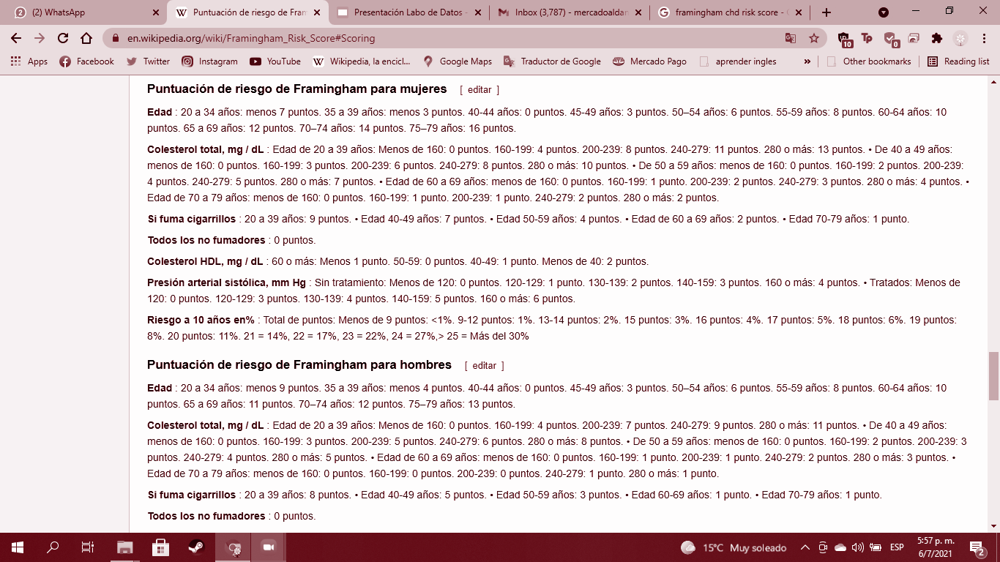 (2) WhatsApp
Puntuación de riesgo de Fram
Presentación Labo de Datos -
Inbox (3,787) - mercadoaldan
framingham chd risk score - G
en.wikipedia.org/wiki/Framingham_Risk_Score#Scoring
10
0
Apps Facebook Twitter Instagram YouTube Wikipedia, la encicl... Google Maps Traductor de Google Mercado Pago aprender ingles » Other bookmarks Reading list
Puntuación de riesgo de Framingham para mujeres [ editar ]
Edad : 20 a 34 años: menos 7 puntos. 35 a 39 años: menos 3 puntos. 40-44 años: 0 puntos. 45-49 años: 3 puntos. 50–54 años: 6 puntos. 55-59 años: 8 puntos. 60-64 años: 10
puntos. 65 a 69 años: 12 puntos. 70–74 años: 14 puntos. 75–79 años: 16 puntos.
Colesterol total, mg / dL : Edad de 20 a 39 años: Menos de 160: 0 puntos. 160-199: 4 puntos. 200-239: 8 puntos. 240-279: 11 puntos. 280 o más: 13 puntos. • De 40 a 49 años:
menos de 160: 0 puntos. 160-199: 3 puntos. 200-239: 6 puntos. 240-279: 8 puntos. 280 o más: 10 puntos. • De 50 a 59 años: menos de 160: 0 puntos. 160-199: 2 puntos. 200-239:
4 puntos. 240-279: 5 puntos. 280 o más: 7 puntos. • Edad de 60 a 69 años: menos de 160: 0 puntos. 160-199: 1 punto. 200-239: 2 puntos. 240-279: 3 puntos. 280 o más: 4 puntos. •
Edad de 70 a 79 años: menos de 160: 0 puntos. 160-199: 1 punto. 200-239: 1 punto. 240-279: 2 puntos. 280 o más: 2 puntos.
Si fuma cigarrillos : 20 a 39 años: 9 puntos. • Edad 40-49 años: 7 puntos. • Edad 50-59 años: 4 puntos. • Edad de 60 a 69 años: 2 puntos. • Edad 70-79 años: 1 punto.
Todos los no fumadores : 0 puntos.
Colesterol HDL, mg / dL : 60 o más: Menos 1 punto. 50-59: 0 puntos. 40-49: 1 punto. Menos de 40: 2 puntos.
Presión arterial sistólica, mm Hg : Sin tratamiento: Menos de 120: 0 puntos. 120-129: 1 punto. 130-139: 2 puntos. 140-159: 3 puntos. 160 o más: 4 puntos. • Tratados: Menos de
120: 0 puntos. 120-129: 3 puntos. 130-139: 4 puntos. 140-159: 5 puntos. 160 o más: 6 puntos.
Riesgo a 10 años en% : Total de puntos: Menos de 9 puntos: <1%. 9-12 puntos: 1%. 13-14 puntos: 2%. 15 puntos: 3%. 16 puntos: 4%. 17 puntos: 5%. 18 puntos: 6%. 19 puntos:
8%. 20 puntos: 11%. 21 = 14%, 22 = 17%, 23 = 22%, 24 = 27%,> 25 = Más del 30%
Puntuación de riesgo de Framingham para hombres [ editar ]
Edad : 20 a 34 años: menos 9 puntos. 35 a 39 años: menos 4 puntos. 40-44 años: 0 puntos. 45-49 años: 3 puntos. 50–54 años: 6 puntos. 55-59 años: 8 puntos. 60-64 años: 10
puntos. 65 a 69 años: 11 puntos. 70–74 años: 12 puntos. 75–79 años: 13 puntos.
Colesterol total, mg / dL : Edad de 20 a 39 años: Menos de 160: 0 puntos. 160-199: 4 puntos. 200-239: 7 puntos. 240-279: 9 puntos. 280 o más: 11 puntos. • De 40 a 49 años:
menos de 160: 0 puntos. 160-199: 3 puntos. 200-239: 5 puntos. 240-279: 6 puntos. 280 o más: 8 puntos. • De 50 a 59 años: menos de 160: 0 puntos. 160-199: 2 puntos. 200-239: 3
puntos. 240-279: 4 puntos. 280 o más: 5 puntos. • Edad de 60 a 69 años: menos de 160: 0 puntos. 160-199: 1 punto. 200-239: 1 punto. 240-279: 2 puntos. 280 o más: 3 puntos. •
Edad de 70 a 79 años: menos de 160: 0 puntos. 160-199: 0 puntos. 200-239: 0 puntos. 240-279: 1 punto. 280 o más: 1 punto.
Si fuma cigarrillos : 20 a 39 años: 8 puntos. • Edad 40-49 años: 5 puntos. • Edad 50-59 años: 3 puntos. • Edad 60-69 años: 1 punto. • Edad 70-79 años: 1 punto.
Todos los no fumadores : 0 puntos.
15°C Muy soleado
ESP
5:57 p. m.
6/7/2021
2